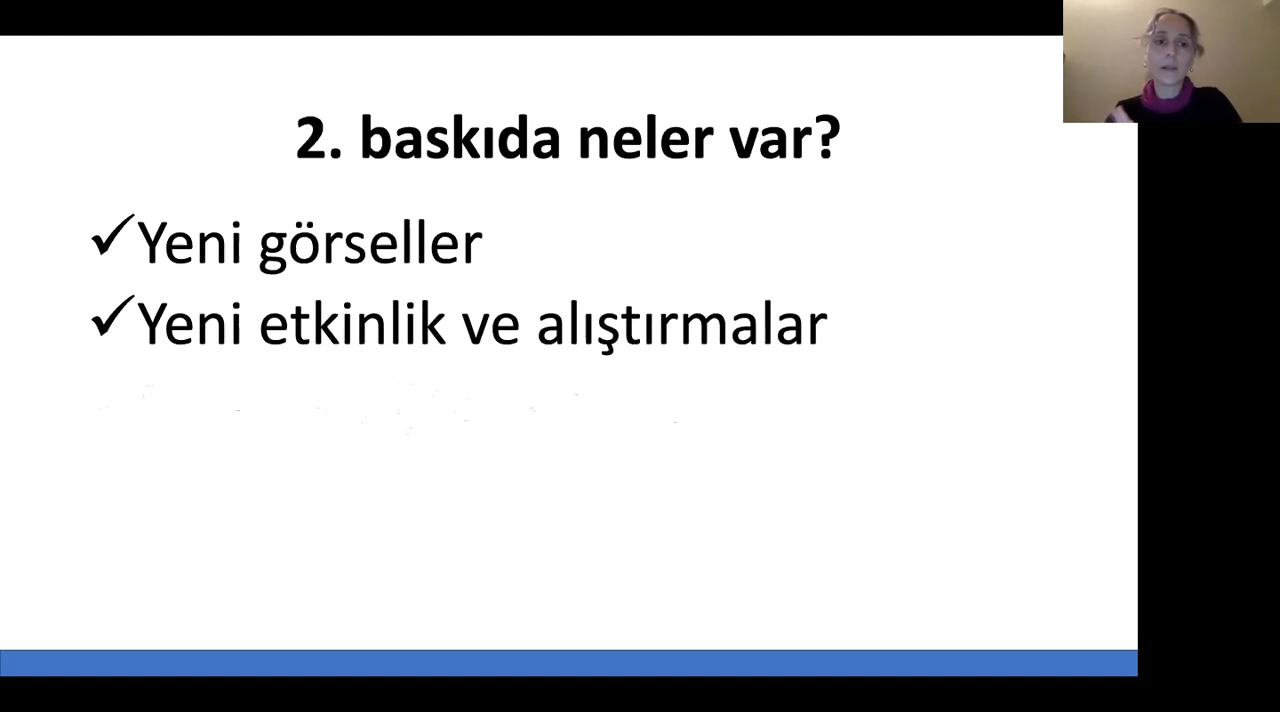 2. baskıda neler var?
✓Yeni görseller
✓Yeni etkinlik ve alıştırmalar